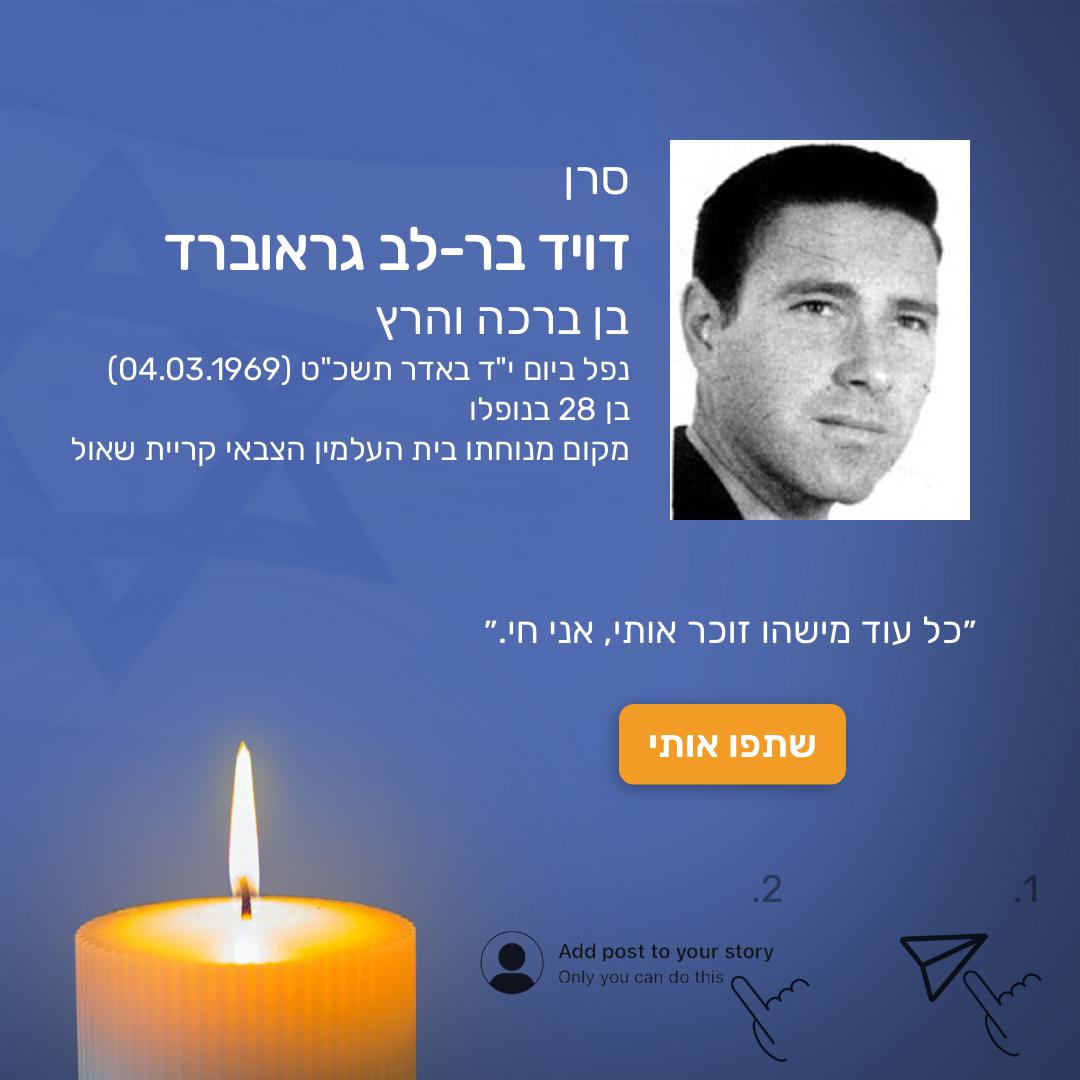 סרן
דויד בר-לב גראוברד
בן ברכה והרץ
נפל ביום י"ד באדר תשכ"ט (04.03.1969)
בן 28 בנופלו
מקום מנוחתו בית העלמין הצבאי קריית שאול
״כל עוד מישהו זוכר אותי, אני חי.״
שתפו אותי
1.
2.
Add post to your story
Only you can do this